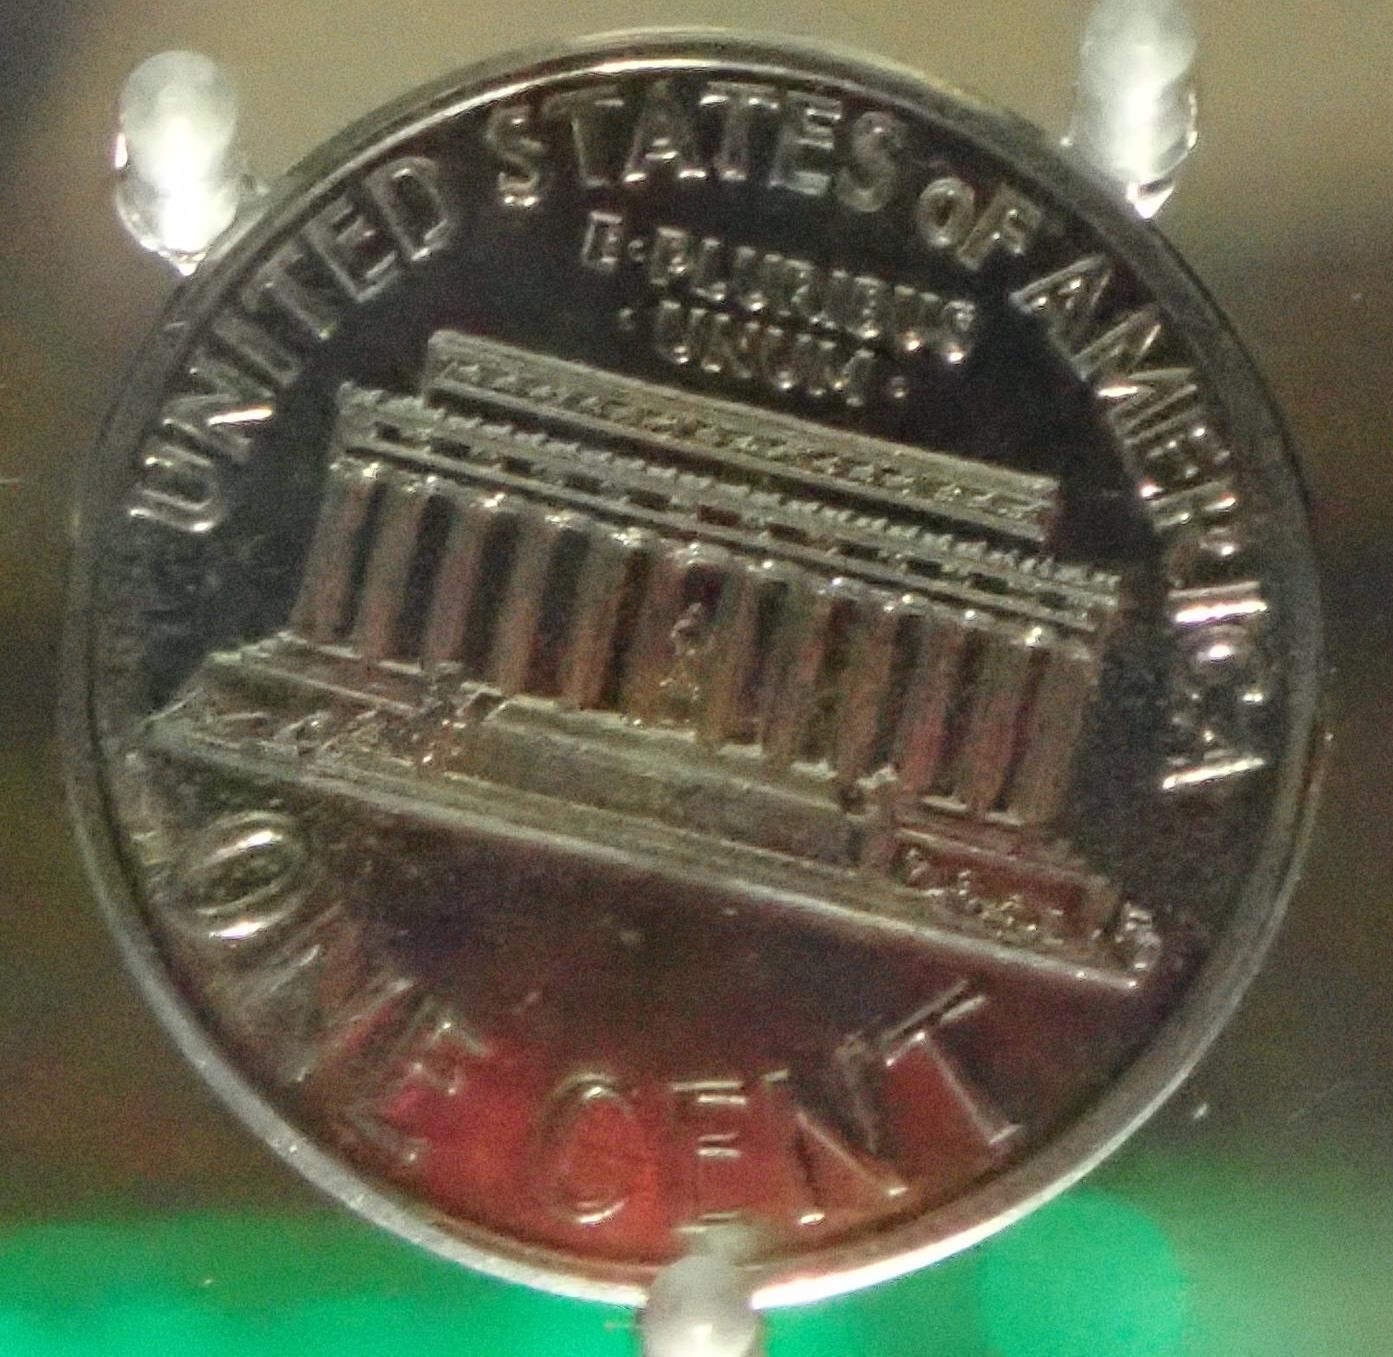 UNITED STATES OF AMERICA
E·PLURIBUS
·UNUM·
ONE CENT